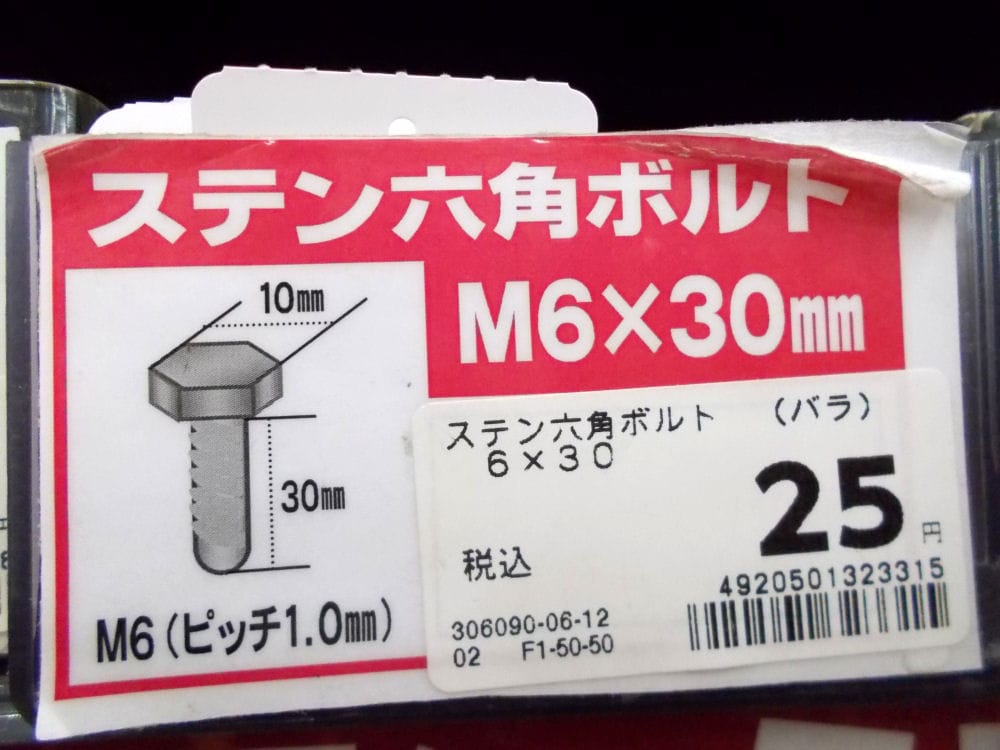 ステン六角ボルト
M6×30mm
10mm
30mm
M6(ピッチ1.0mm)
ステン六角ボルト (バラ)
6×30
25円
税込
4920501323315
306090-06-12
02 F1-50-50